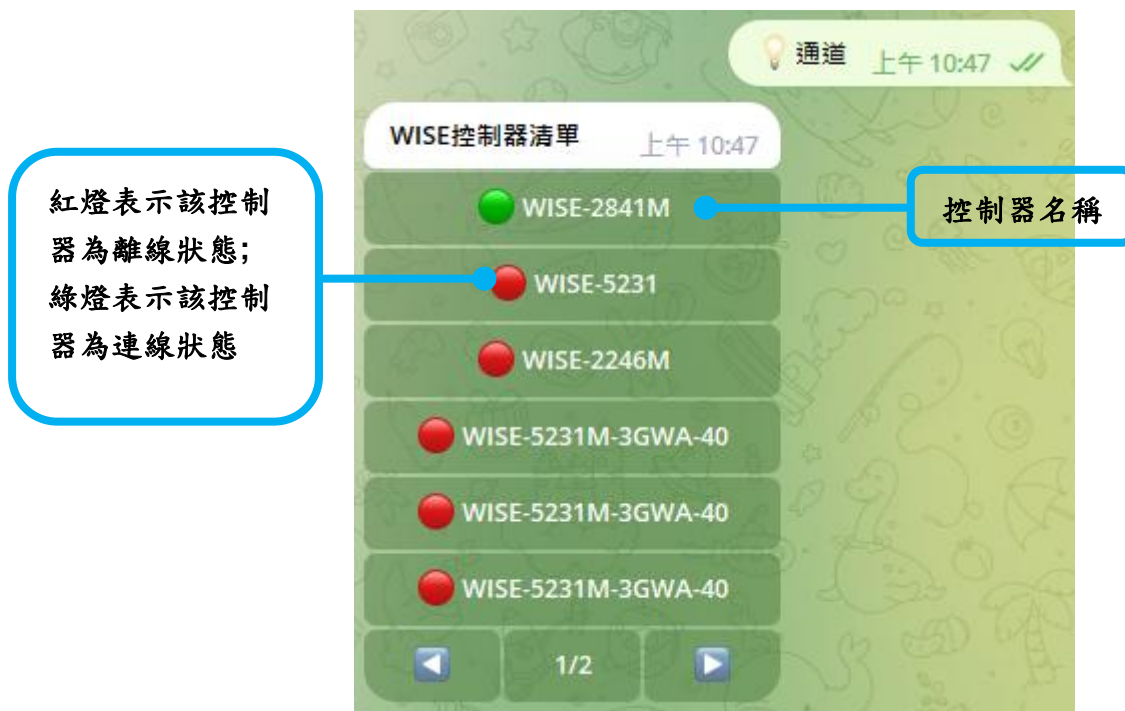 通道 上午 10:47
WISE控制器清單 上午 10:47
紅燈表示該控制
器為離線狀態;
綠燈表示該控制
器為連線狀態
WISE-2841M
控制器名稱
WISE-5231
WISE-2246M
WISE-5231M-3GWA-40
WISE-5231M-3GWA-40
WISE-5231M-3GWA-40
1/2